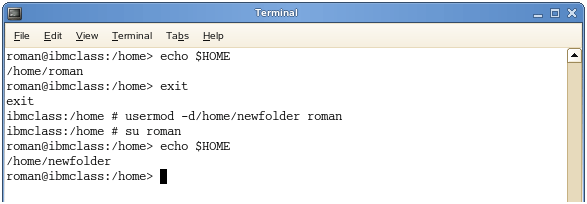 Terminal
File Edit View Terminal Tabs Help
roman@ibmclass:/home> echo $HOME
/home/roman
roman@ibmclass:/home> exit
exit
ibmclass:/home # usermod -d/home/newfolder roman
ibmclass:/home # su roman
roman@ibmclass:/home> echo $HOME
/home/newfolder
roman@ibmclass:/home>